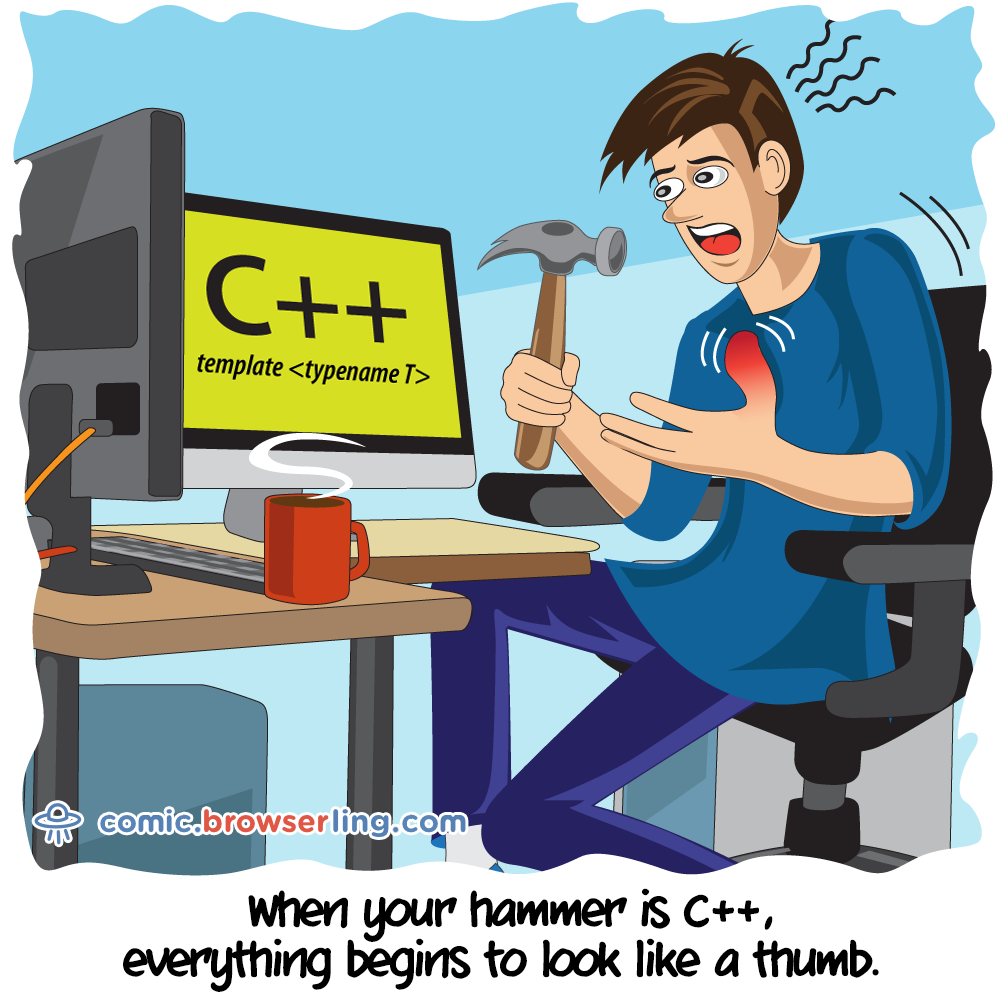 C++
template <typename T>
comic.browserling.com
When your hammer is C++,
everything begins to look like a thumb.